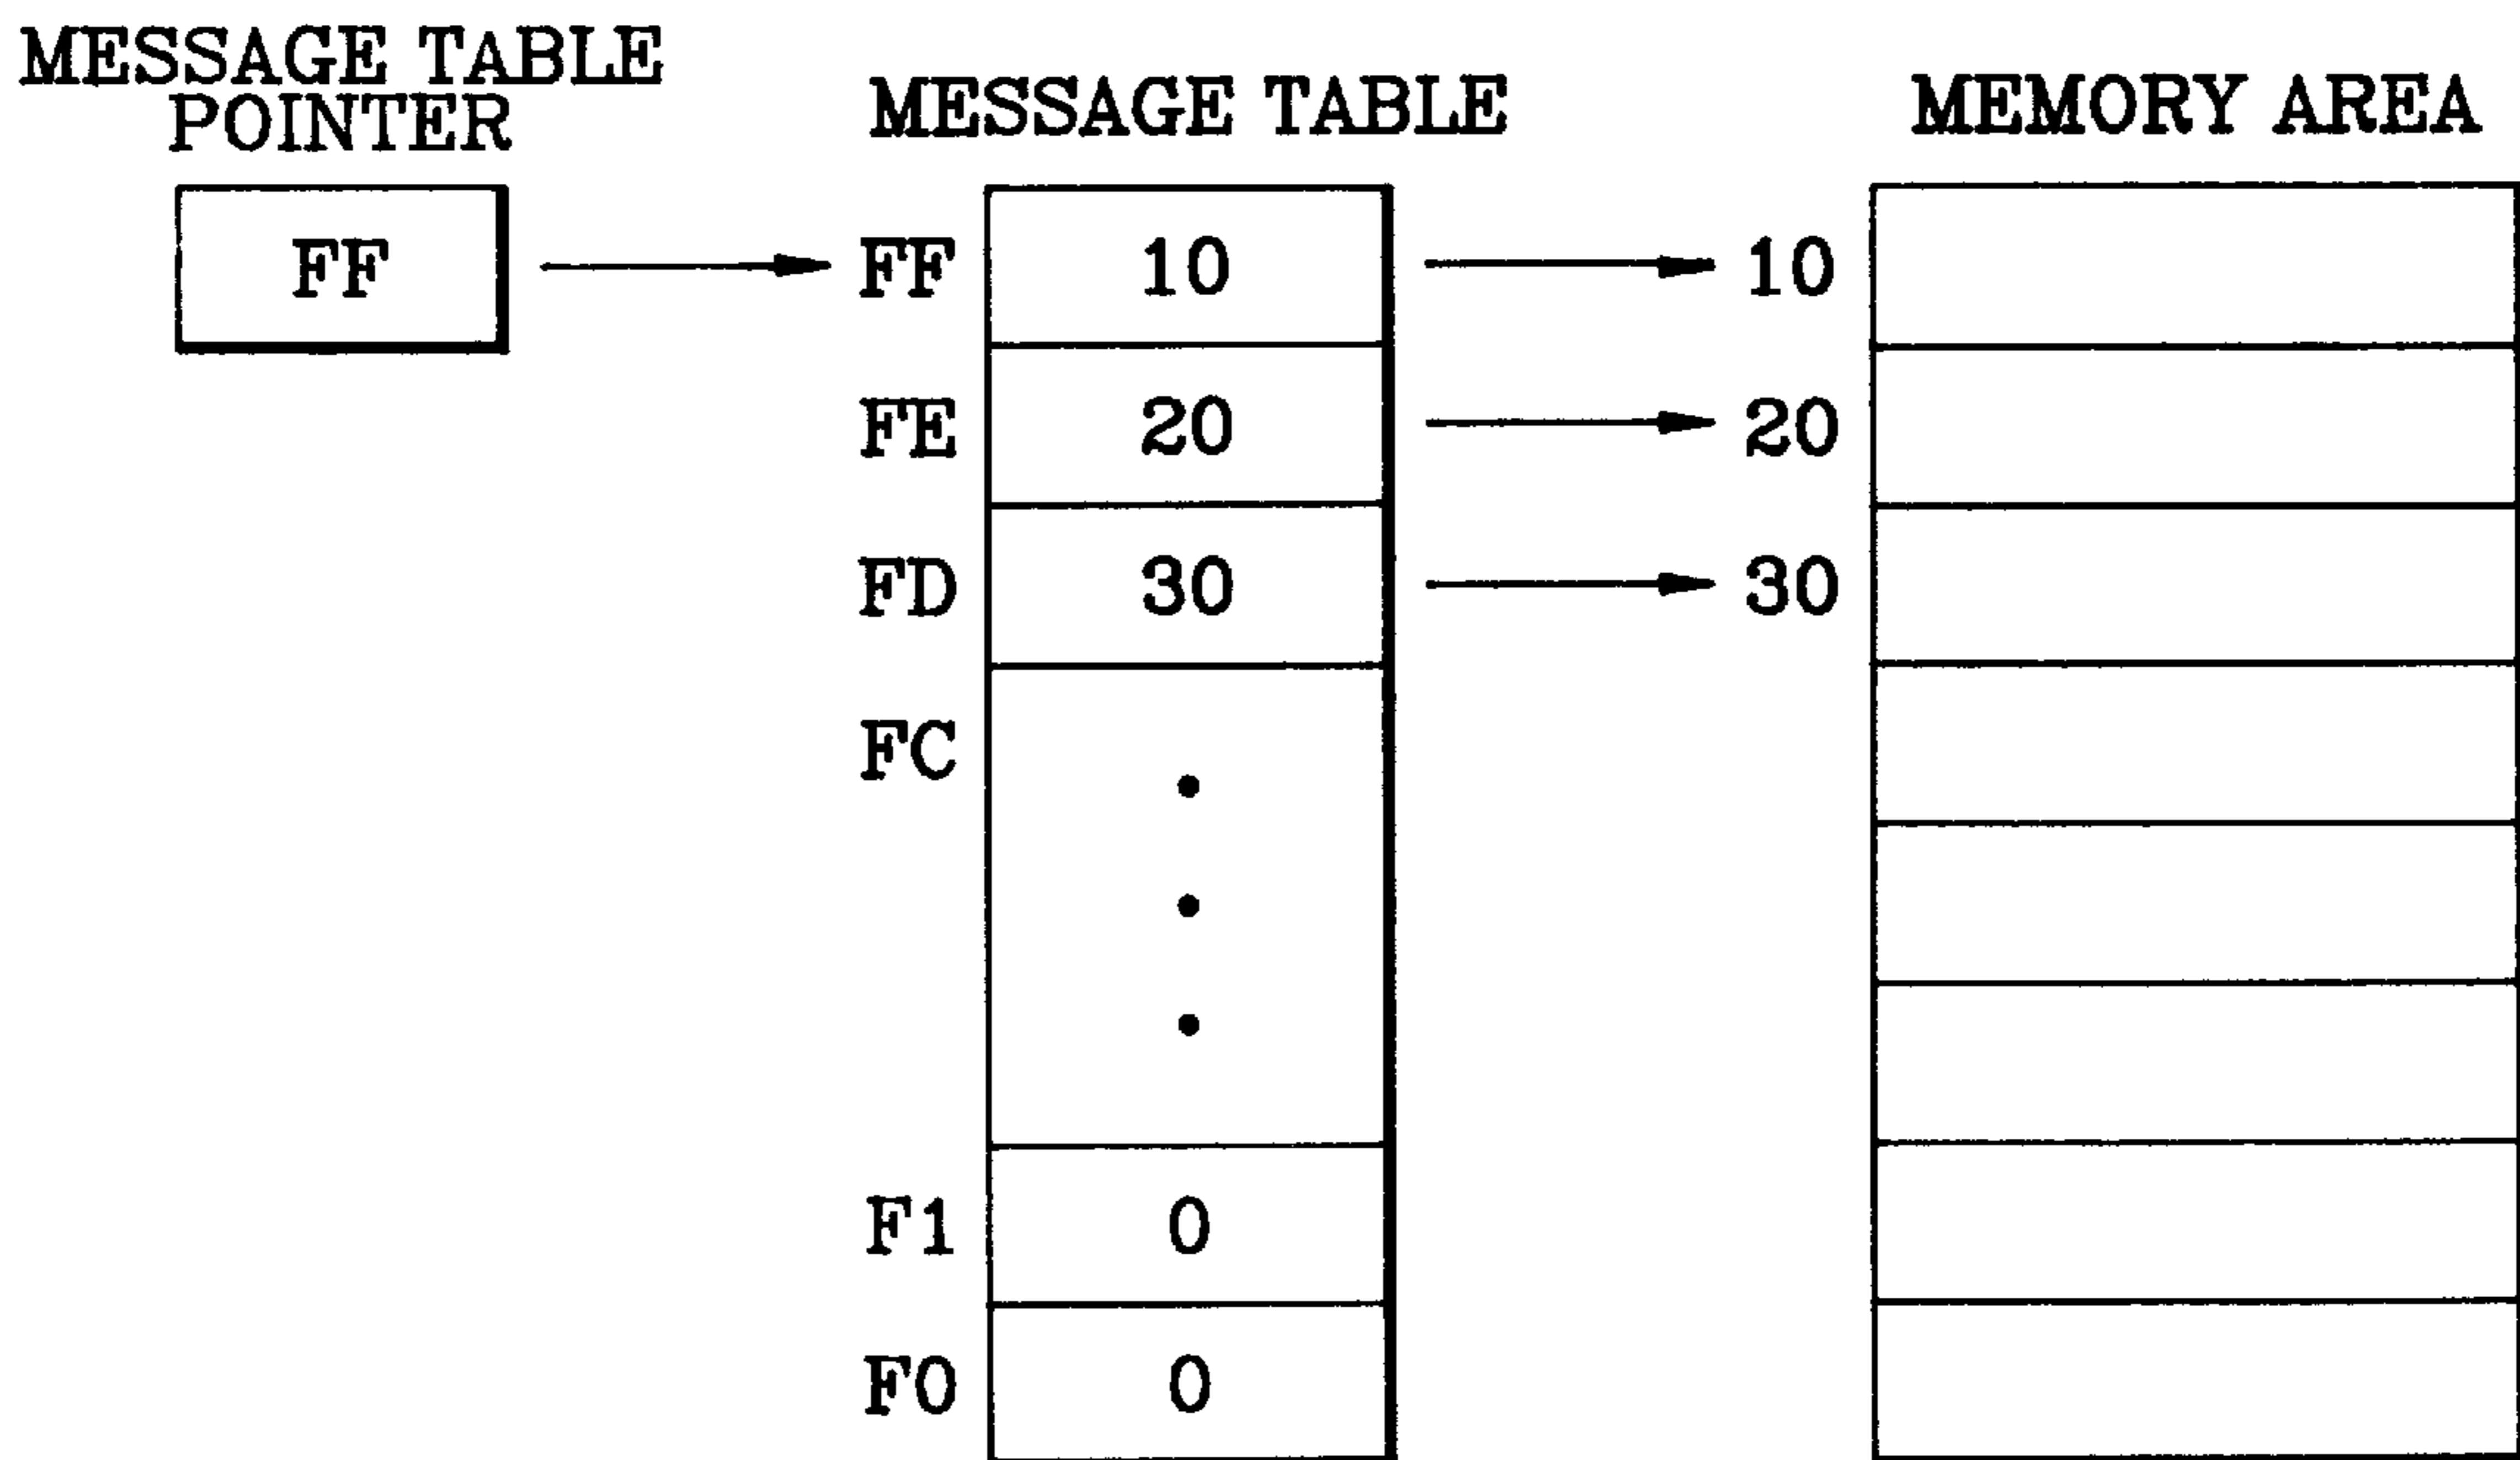 MESSAGE TABLE
POINTER
MESSAGE TABLE
MEMORY AREA
FF
FF 10 10
FE 20 20
FD 30 30
FC
F1 0
F0 0